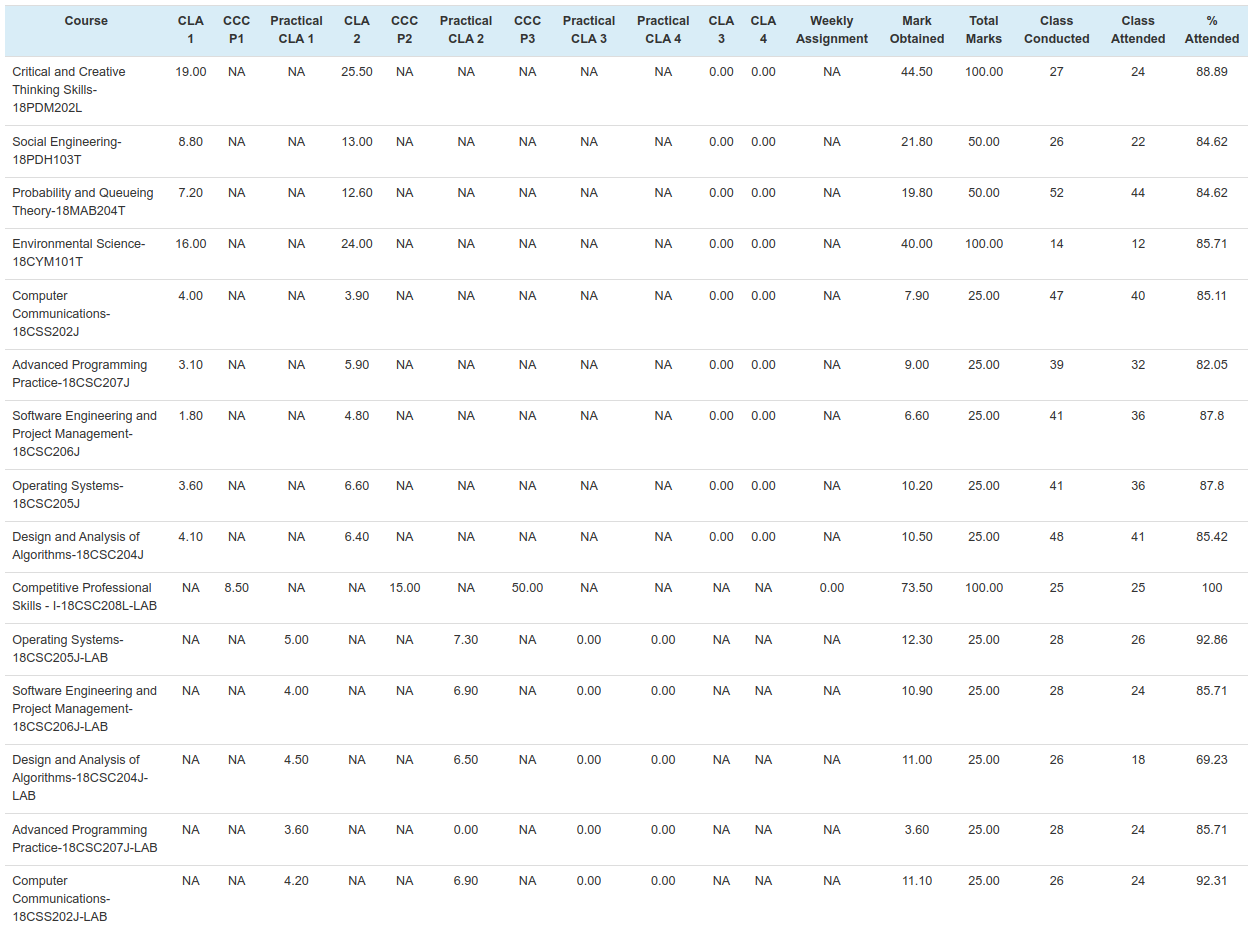 Course CLA 1 CCC P1 Practical CLA 1 CLA 2 CCC P2 Practical CLA 2 CCC P3 Practical CLA 3 Practical CLA 4 CLA 3 CLA 4 Weekly Assignment Mark Obtained Total Marks Class Conducted Class Attended % Attended
Critical and Creative Thinking Skills-18PDM202L 19.00 NA NA 25.50 NA NA NA NA NA 0.00 0.00 NA 44.50 100.00 27 24 88.89
Social Engineering-18PDH103T 8.80 NA NA 13.00 NA NA NA NA NA 0.00 0.00 NA 21.80 50.00 26 22 84.62
Probability and Queueing Theory-18MAB204T 7.20 NA NA 12.60 NA NA NA NA NA 0.00 0.00 NA 19.80 50.00 52 44 84.62
Environmental Science-18CYM101T 16.00 NA NA 24.00 NA NA NA NA NA 0.00 0.00 NA 40.00 100.00 14 12 85.71
Computer Communications-18CSS202J 4.00 NA NA 3.90 NA NA NA NA NA 0.00 0.00 NA 7.90 25.00 47 40 85.11
Advanced Programming Practice-18CSC207J 3.10 NA NA 5.90 NA NA NA NA NA 0.00 0.00 NA 9.00 25.00 39 32 82.05
Software Engineering and Project Management-18CSC206J 1.80 NA NA 4.80 NA NA NA NA NA 0.00 0.00 NA 6.60 25.00 41 36 87.8
Operating Systems-18CSC205J 3.60 NA NA 6.60 NA NA NA NA NA 0.00 0.00 NA 10.20 25.00 41 36 87.8
Design and Analysis of Algorithms-18CSC204J 4.10 NA NA 6.40 NA NA NA NA NA 0.00 0.00 NA 10.50 25.00 48 41 85.42
Competitive Professional Skills - I-18CSC208L-LAB NA 8.50 NA NA 15.00 NA 50.00 NA NA NA NA 0.00 73.50 100.00 25 25 100
Operating Systems-18CSC205J-LAB NA NA 5.00 NA NA 7.30 NA 0.00 0.00 NA NA NA 12.30 25.00 28 26 92.86
Software Engineering and Project Management-18CSC206J-LAB NA NA 4.00 NA NA 6.90 NA 0.00 0.00 NA NA NA 10.90 25.00 28 24 85.71
Design and Analysis of Algorithms-18CSC204J-LAB NA NA 4.50 NA NA 6.50 NA 0.00 0.00 NA NA NA 11.00 25.00 26 18 69.23
Advanced Programming Practice-18CSC207J-LAB NA NA 3.60 NA NA 0.00 NA 0.00 0.00 NA NA NA 3.60 25.00 28 24 85.71
Computer Communications-18CSS202J-LAB NA NA 4.20 NA NA 6.90 NA 0.00 0.00 NA NA NA 11.10 25.00 26 24 92.31